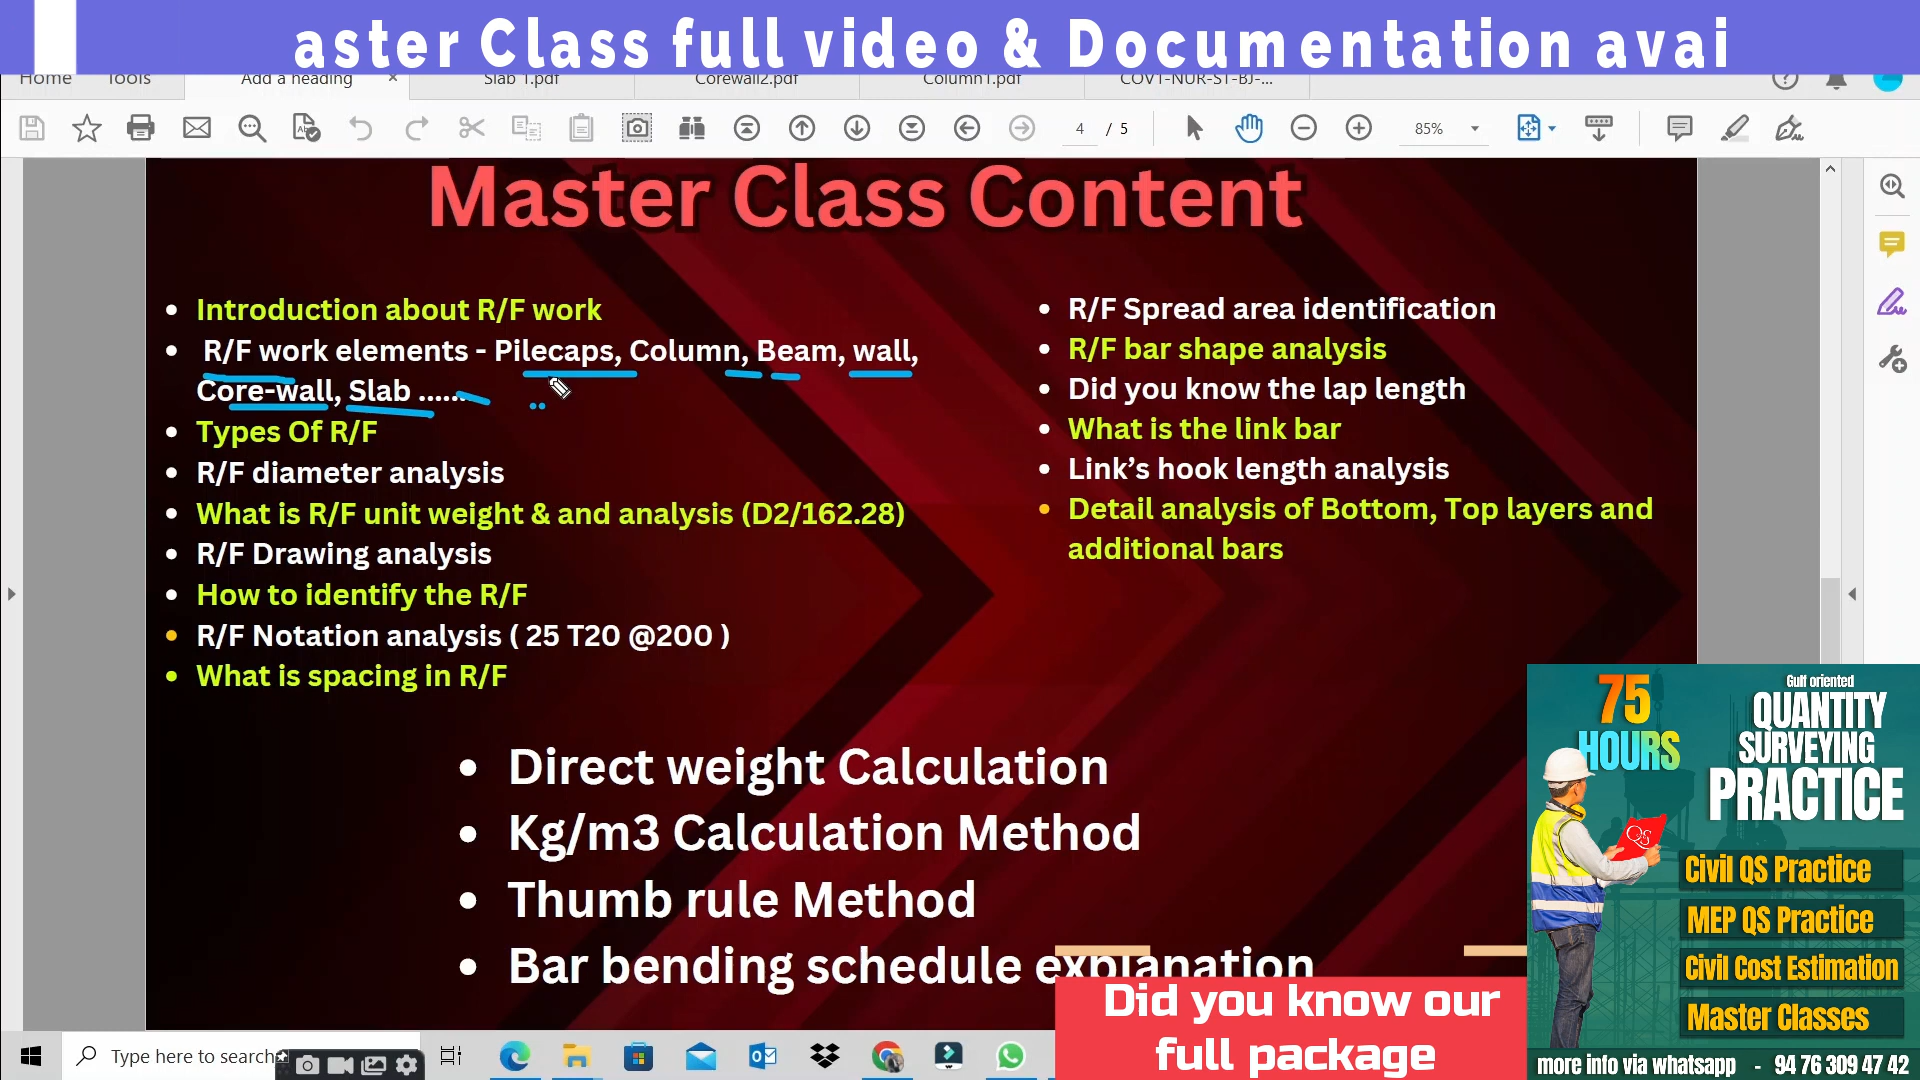 aster Class full video & Documentation avai
Home Tools Add a heading × Slab 1.pdf Corewall2.pdf Column1.pdf COVT-NUR-ST-BJ-...
4 / 5 85%
Master Class Content
• Introduction about R/F work
• R/F work elements - Pilecaps, Column, Beam, wall,
Core-wall, Slab ......
• Types Of R/F
• R/F diameter analysis
• What is R/F unit weight & and analysis (D2/162.28)
• R/F Drawing analysis
• How to identify the R/F
• R/F Notation analysis ( 25 T20 @200 )
• What is spacing in R/F
• R/F Spread area identification
• R/F bar shape analysis
• Did you know the lap length
• What is the link bar
• Link’s hook length analysis
• Detail analysis of Bottom, Top layers and
additional bars
• Direct weight Calculation
• Kg/m3 Calculation Method
• Thumb rule Method
• Bar bending schedule explanation
Did you know our
full package
75
HOURS
Gulf oriented
QUANTITY
SURVEYING
PRACTICE
QS
Civil QS Practice
MEP QS Practice
Civil Cost Estimation
Master Classes
more info via whatsapp - 94 76 309 47 42
Type here to search